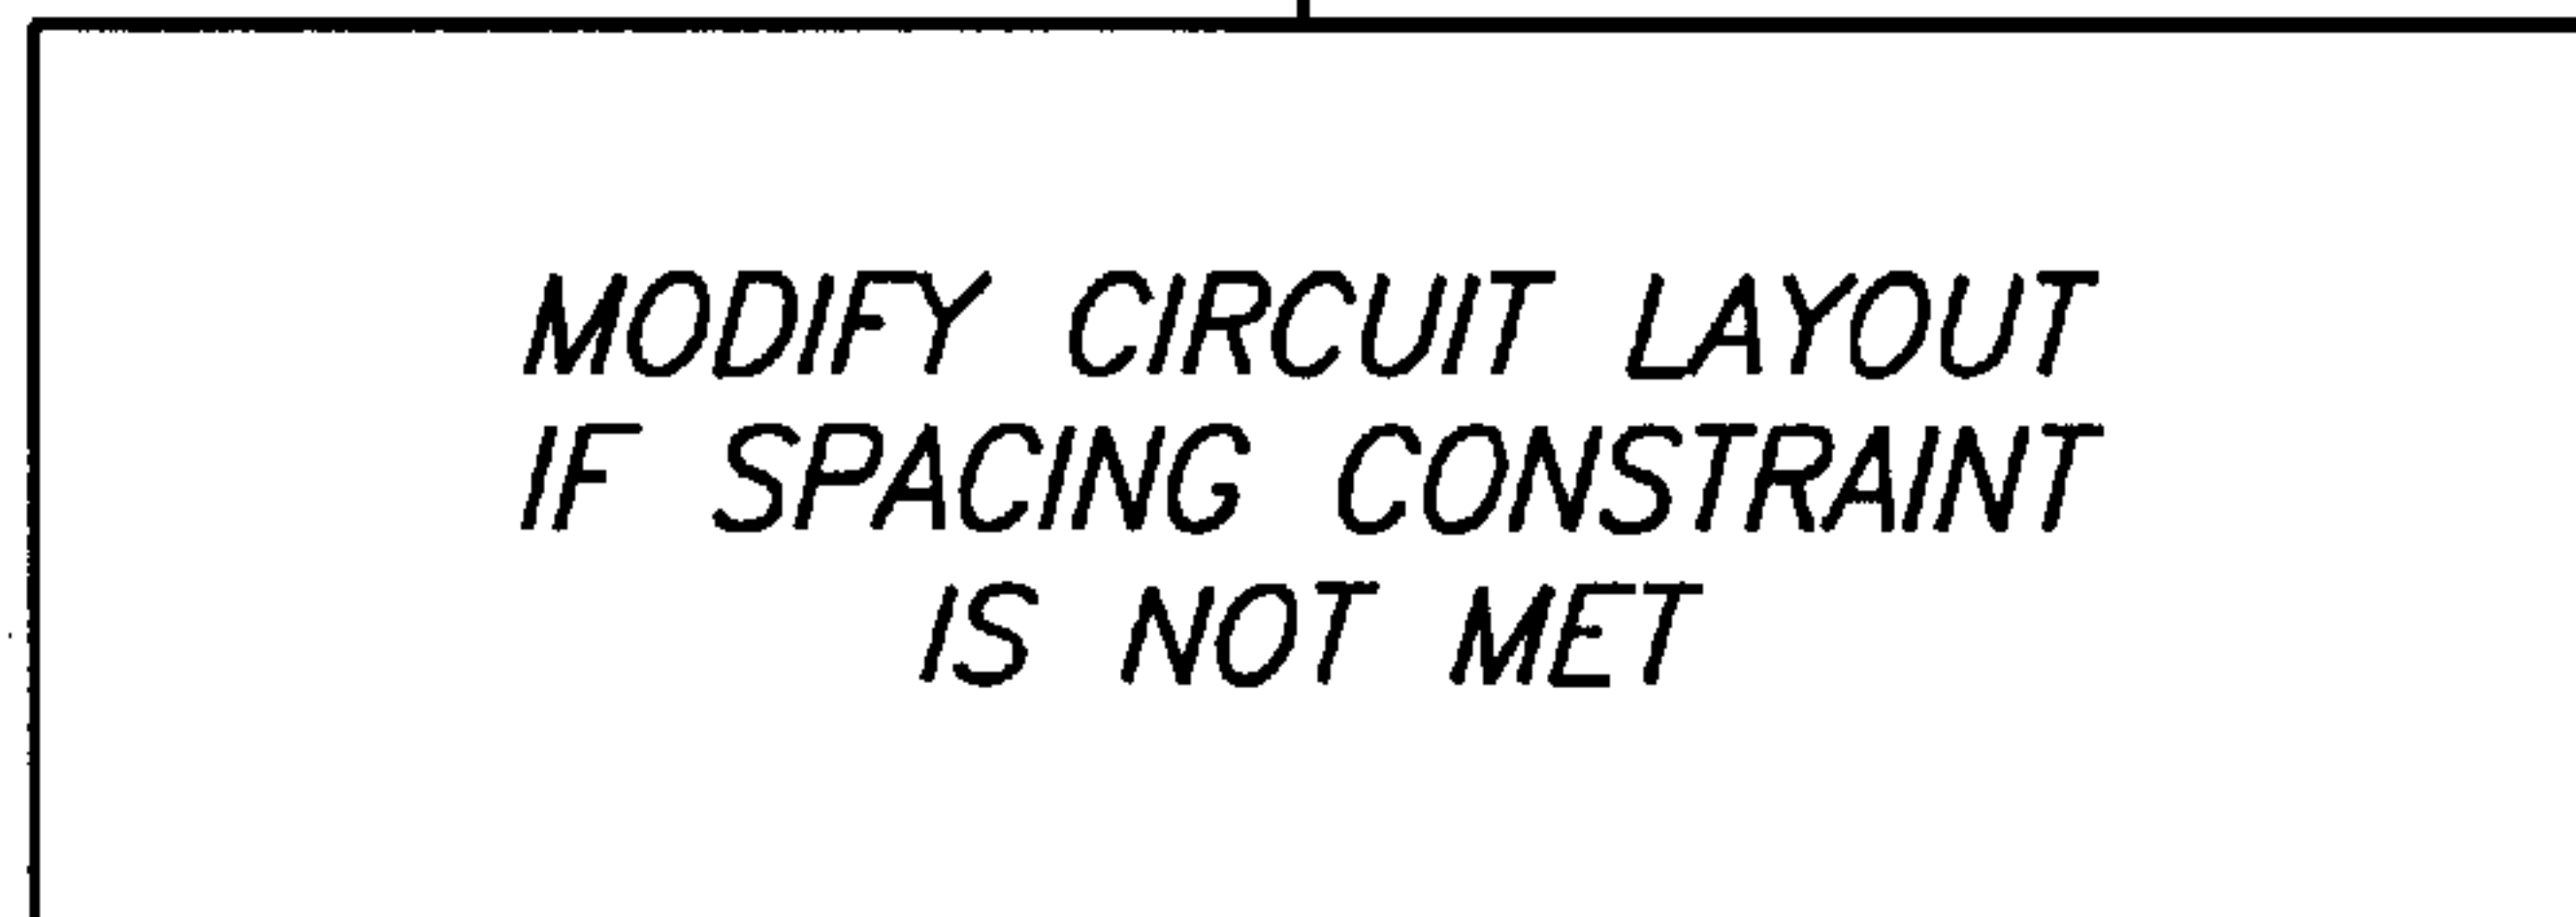 MODIFY CIRCUIT LAYOUT
IF SPACING CONSTRAINT
IS NOT MET